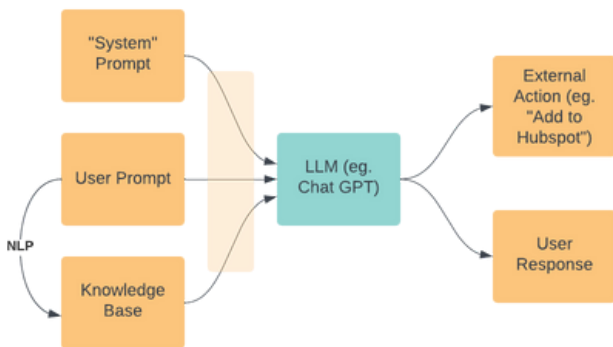 "System"
Prompt
User Prompt
NLP
Knowledge
Base
LLM (eg.
Chat GPT)
External
Action (eg.
"Add to
Hubspot")
User
Response